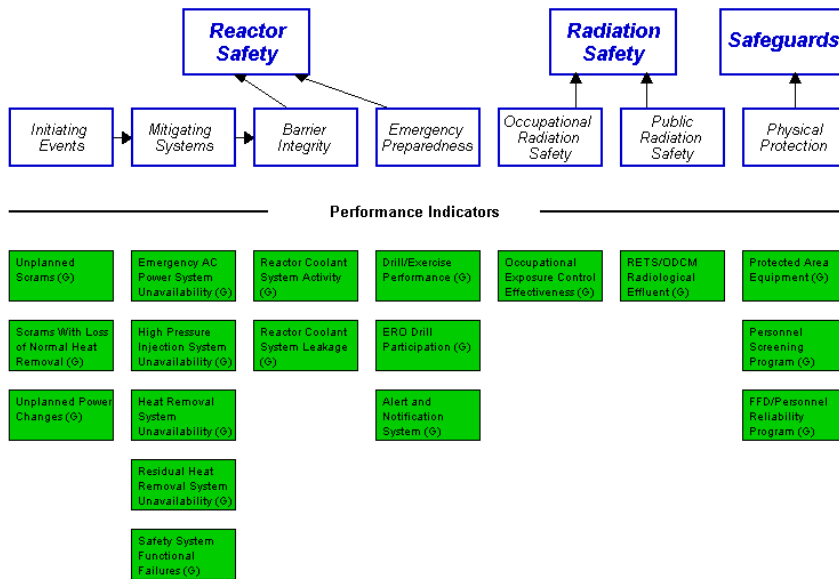 Reactor
Safety
Radiation
Safety
Safeguards
Initiating
Events
Mitigating
Systems
Barrier
Integrity
Emergency
Preparedness
Occupational
Radiation
Safety
Public
Radiation
Safety
Physical
Protection
Performance Indicators
Unplanned
Scrams (G)
Emergency AC
Power System
Unavailability (G)
Reactor Coolant
System Activity
(G)
Drill/Exercise
Performance (G)
Occupational
Exposure Control
Effectiveness (G)
RETS/ODCM
Radiological
Effluent (G)
Protected Area
Equipment (G)
Scrams With Loss
of Normal Heat
Removal (G)
High Pressure
Injection System
Unavailability (G)
Reactor Coolant
System Leakage (G)
ERO Drill
Participation (G)
Personnel
Screening
Program (G)
Unplanned Power
Changes (G)
Heat Removal
System
Unavailability (G)
Alert and
Notification
System (G)
FFD/Personnel
Reliability
Program (G)
Residual Heat
Removal System
Unavailability (G)
Safety System
Functional
Failures (G)